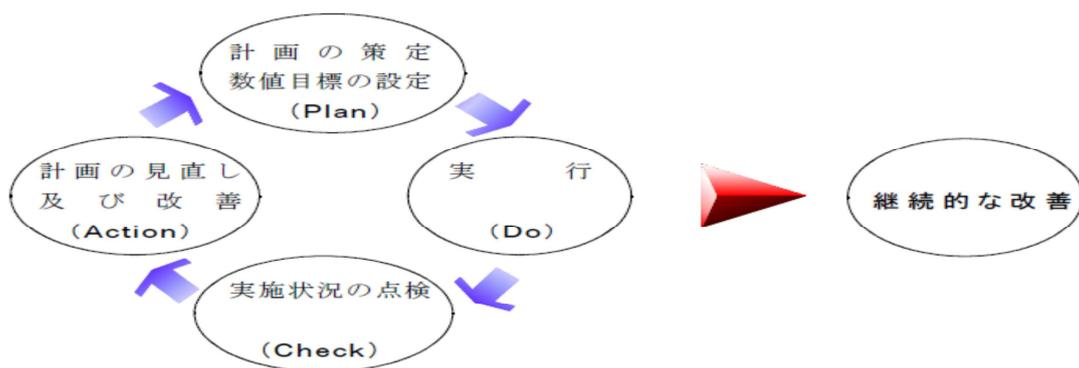 計画の策定
数値目標の設定
（Plan）
計画の見直し
及び改善
（Action）
実行
（Do）
実施状況の点検
（Check）
継続的な改善